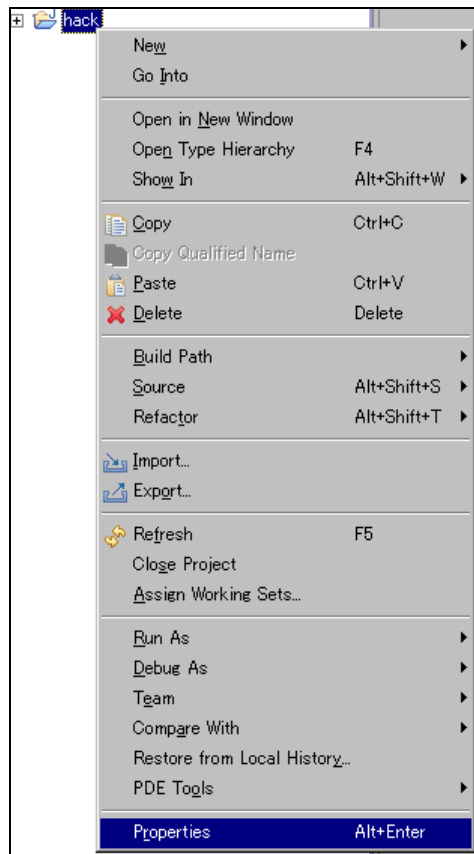 hack
New
Go Into
Open in New Window
Open Type Hierarchy F4
Show In Alt+Shift+W
Copy Ctrl+C
Copy Qualified Name
Paste Ctrl+V
Delete Delete
Build Path
Source Alt+Shift+S
Refactor Alt+Shift+T
Import...
Export...
Refresh F5
Close Project
Assign Working Sets...
Run As
Debug As
Team
Compare With
Restore from Local History...
PDE Tools
Properties Alt+Enter